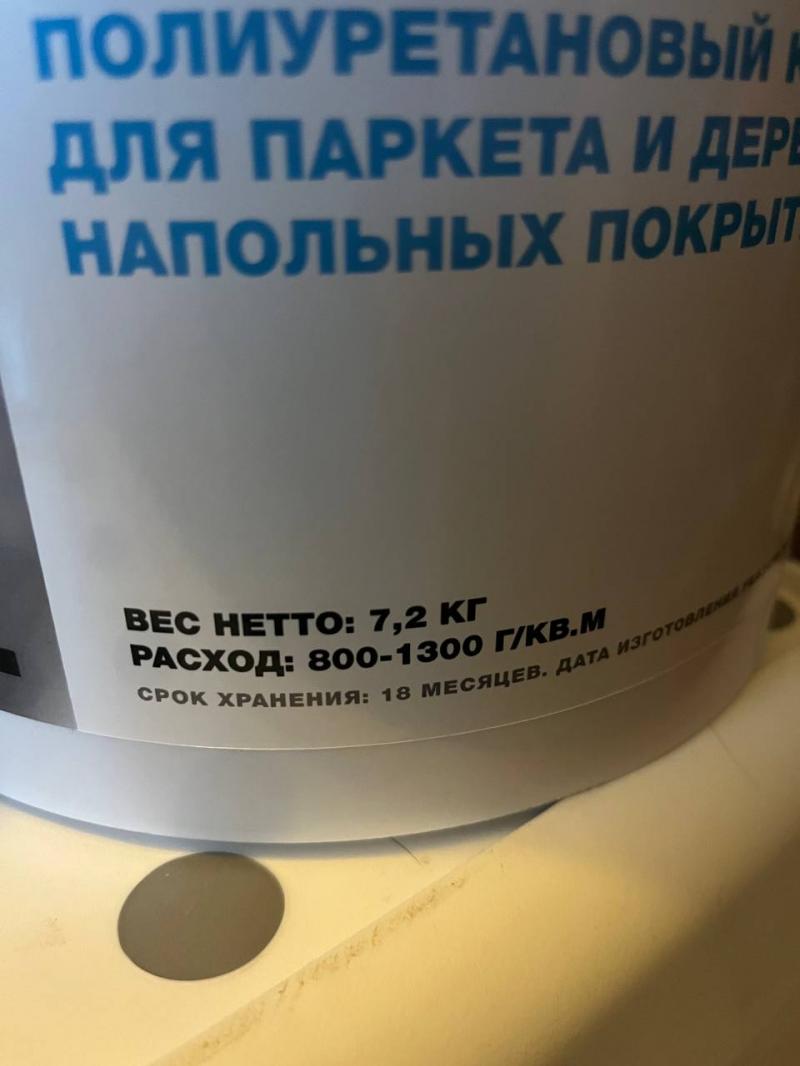 ПОЛИУРЕТАНОВЫЙ
ДЛЯ ПАРКЕТА И
НАПОЛЬНЫХ
ВЕС НЕТТО: 7,2 КГ
РАСХОД: 800-1300 Г/КВ.М
СРОК ХРАНЕНИЯ: 18 МЕСЯЦЕВ. ДАТА ИЗГОТОВЛЕНИЯ